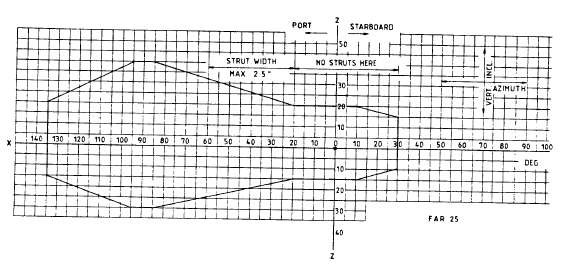 Z
PORT STARBOARD
50
STRUT WIDTH NO STRUTS HERE
MAX 2.5"
VERT. INCL.
AZIMUTH
30
20
10
X 140 130 120 110 100 90 80 70 60 50 40 30 20 10 0 10 20 30 40 50 60 70 80 90 100
DEG
10
20
30
FAR 25
40
Z